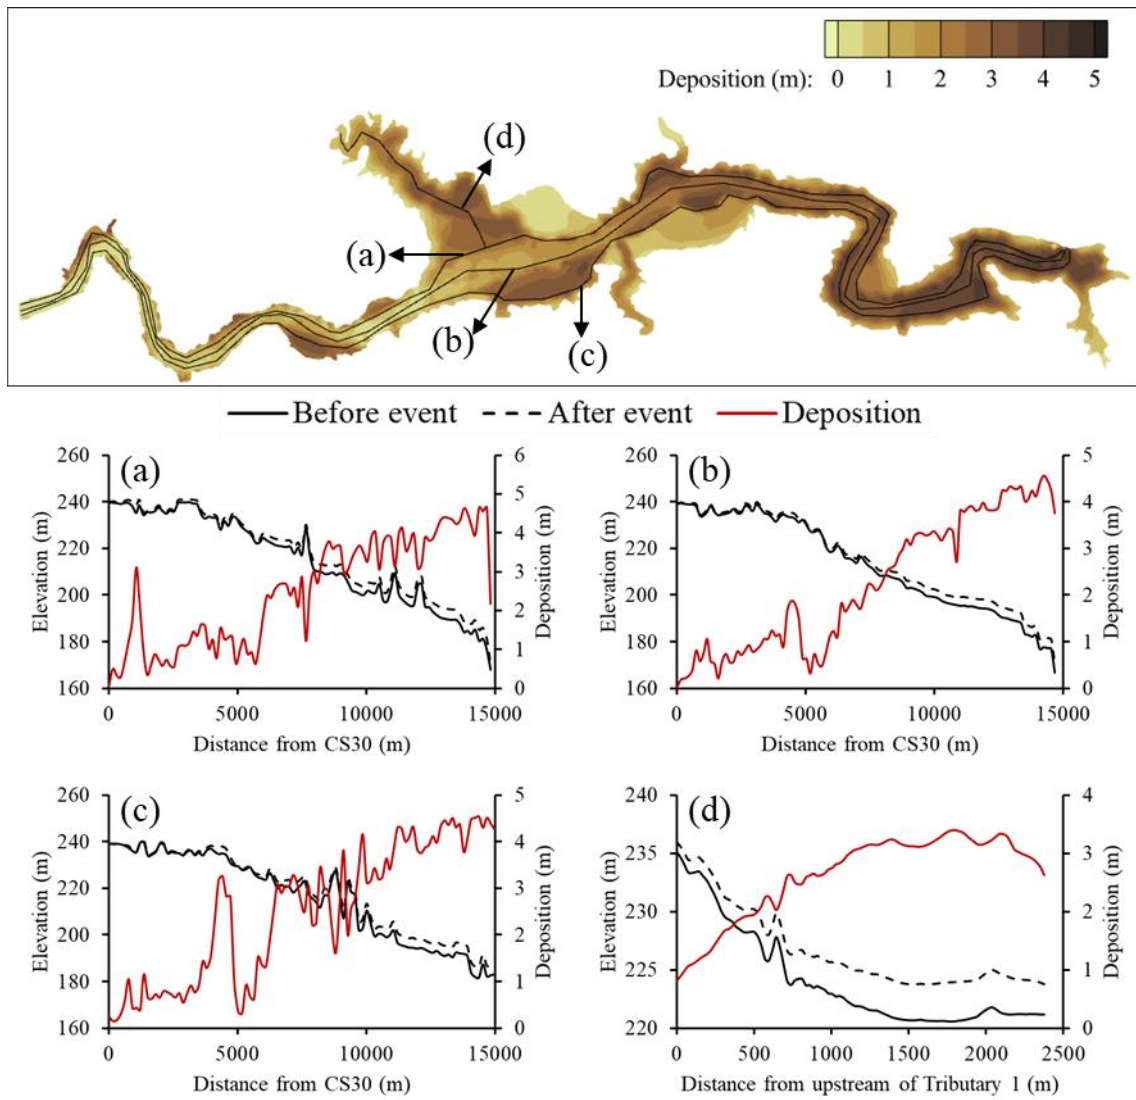 Deposition (m): 0 1 2 3 4 5
(d)
(a)
(b)
(c)
Before event After event Deposition
(a)
260
240
220
200
180
160
Elevation (m)
6
5
4
3
2
1
0
Deposition (m)
0 5000 10000 15000
Distance from CS30 (m)
(b)
260
240
220
200
180
160
Elevation (m)
5
4
3
2
1
0
Deposition (m)
0 5000 10000 15000
Distance from CS30 (m)
(c)
260
240
220
200
180
160
Elevation (m)
5
4
3
2
1
0
Deposition (m)
0 5000 10000 15000
Distance from CS30 (m)
(d)
240
235
230
225
220
Elevation (m)
4
3
2
1
0
Deposition (m)
0 500 1000 1500 2000 2500
Distance from upstream of Tributary 1 (m)